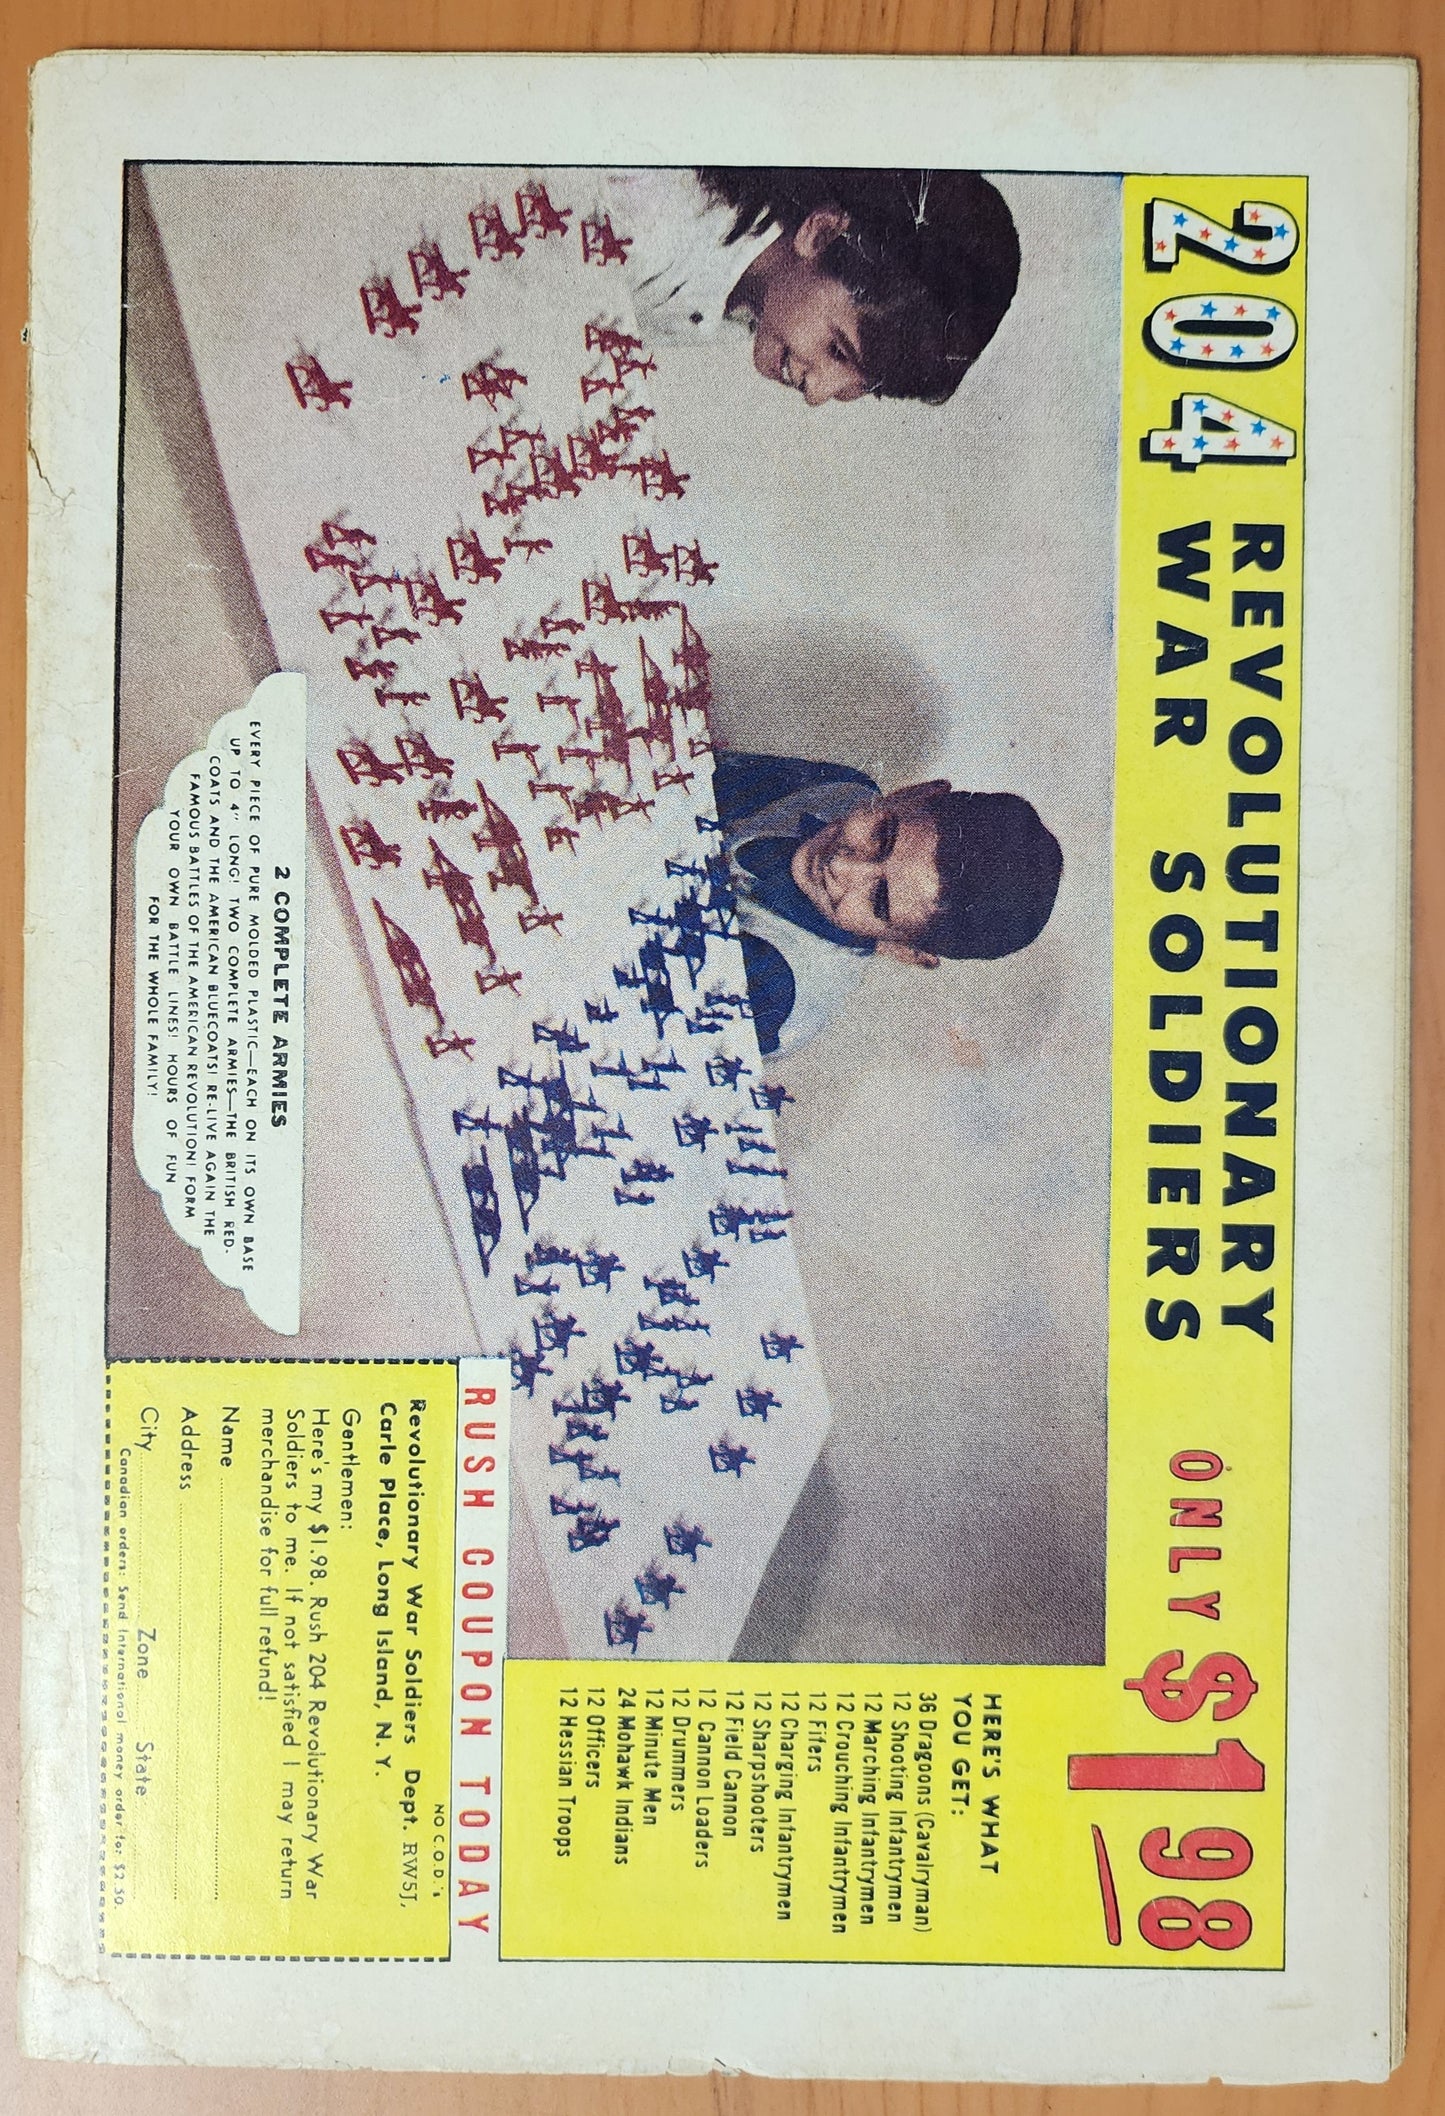 204 REVOLUTIONARY
WAR SOLDIERS
ONLY $1 98
HERE'S WHAT
YOU GET:
36 Dragoons (Cavalryman)
12 Shooting Infantrymen
12 Marching Infantrymen
12 Crouching Infantrymen
12 Fifers
12 Charging Infantrymen
12 Sharpshooters
12 Field Cannon
12 Cannon Loaders
12 Drummers
12 Minute Men
24 Mohawk Indians
12 Officers
12 Hessian Troops
2 COMPLETE ARMIES
EVERY PIECE OF PURE MOLDED PLASTIC—EACH ON ITS OWN BASE
UP TO 4" LONG! TWO COMPLETE ARMIES—THE BRITISH RED-
COATS AND THE AMERICAN BLUECOATS! RE-LIVE AGAIN THE
FAMOUS BATTLES OF THE AMERICAN REVOLUTION! FORM
YOUR OWN BATTLE LINES! HOURS OF FUN
FOR THE WHOLE FAMILY!
RUSH COUPON TODAY
NO C.O.D.'s
Revolutionary War Soldiers Dept. RW5J,
Carle Place, Long Island, N. Y.
Gentlemen:
Here's my $1.98. Rush 204 Revolutionary War
Soldiers to me. If not satisfied I may return
merchandise for full refund!
Name
Address
City Zone State
Canadian orders: Send International money order for $2.50.